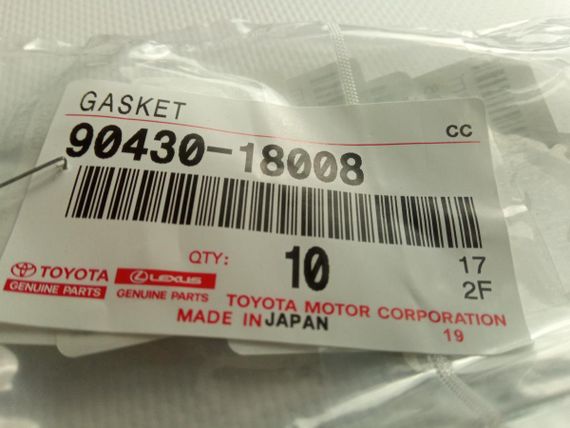 GASKET
CC
90430-18008
QTY: 10 17
2F
TOYOTA LEXUS
GENUINE PARTS GENUINE PARTS
TOYOTA MOTOR CORPORATION
MADE IN JAPAN 19